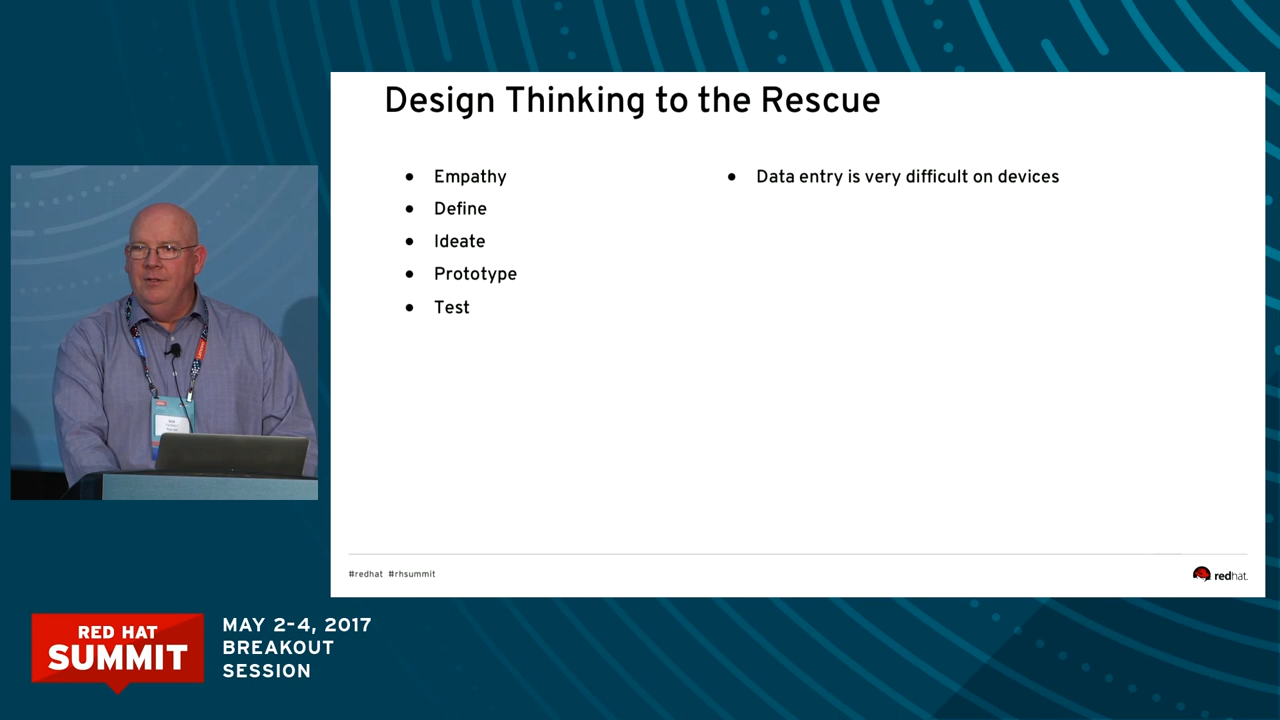 Design Thinking to the Rescue
Empathy
Define
Ideate
Prototype
Test
Data entry is very difficult on devices
#redhat #rhsummit
redhat.
RED HAT
SUMMIT
MAY 2-4, 2017
BREAKOUT
SESSION